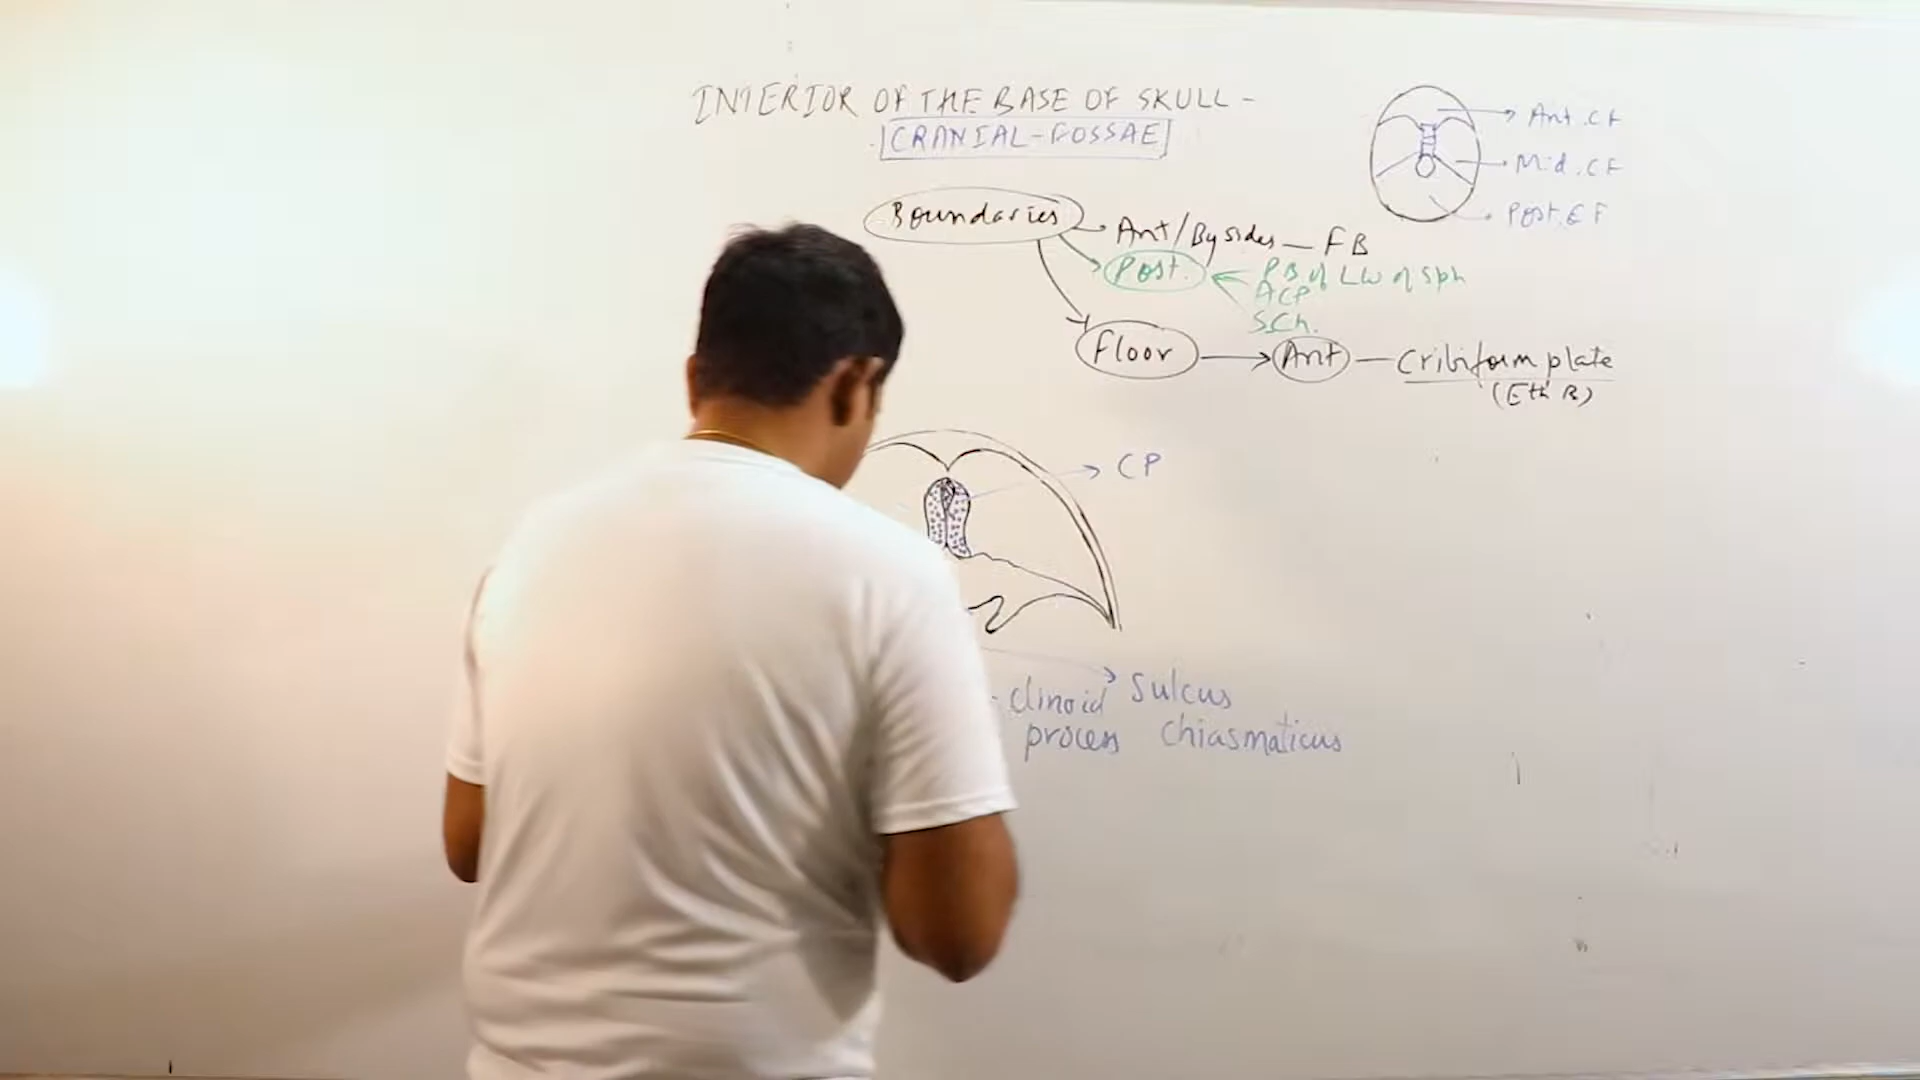 INTERIOR OF THE BASE OF SKULL -
CRANIAL-FOSSAE
Ant.CF
Mid.CF
Post.CF
Boundaries
Ant/By sides — FB
Post.
PB of LW of Sph
ACP
S.Ch.
Floor
Ant — Cribriform plate
(Eth B)
CP
-clinoid
process
Sulcus
Chiasmaticus